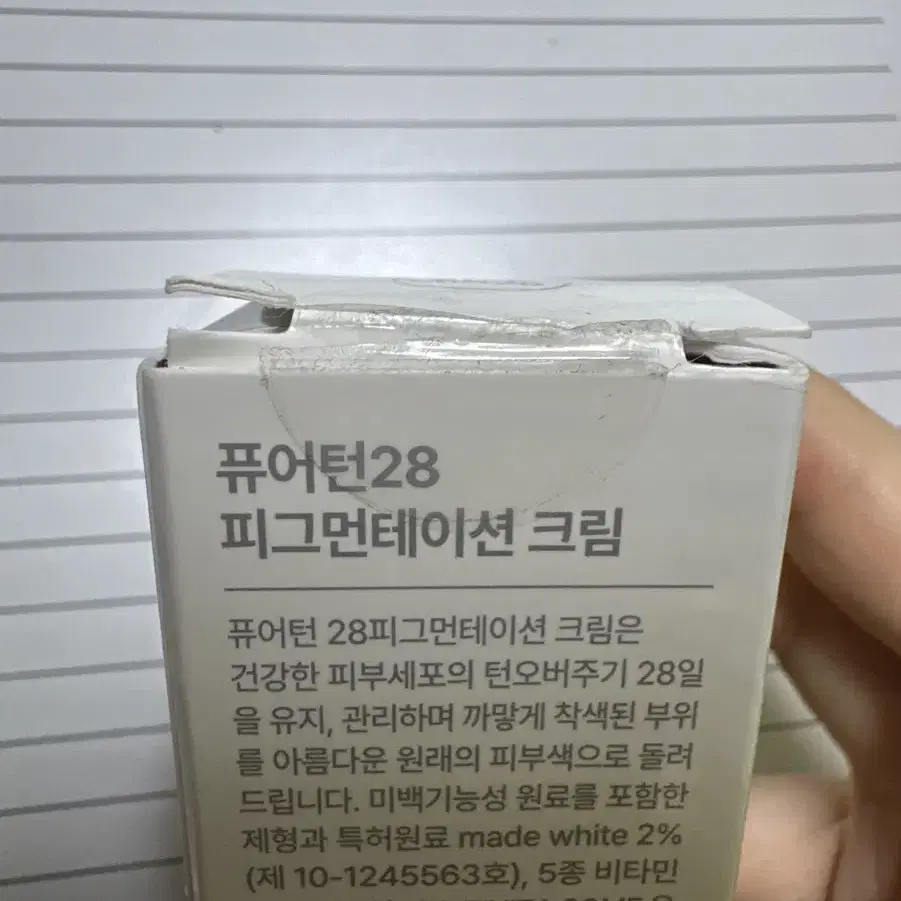 퓨어턴28
피그먼테이션 크림
퓨어턴 28피그먼테이션 크림은
건강한 피부세포의 턴오버주기 28일
을 유지, 관리하며 까맣게 착색된 부위
를 아름다운 원래의 피부색으로 돌려
드립니다. 미백기능성 원료를 포함한
제형과 특허원료 made white 2%
(제 10-1245563호), 5종 비타민